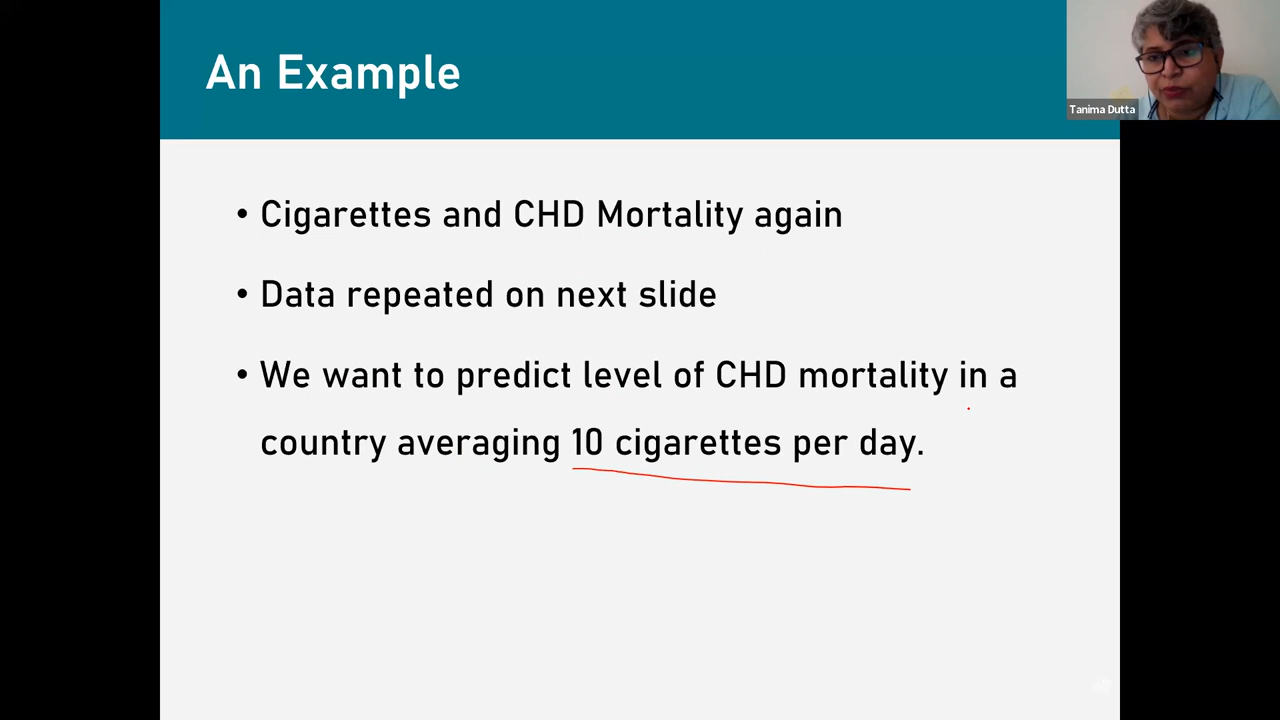 An Example
Tanima Dutta
• Cigarettes and CHD Mortality again
• Data repeated on next slide
• We want to predict level of CHD mortality in a
country averaging 10 cigarettes per day.